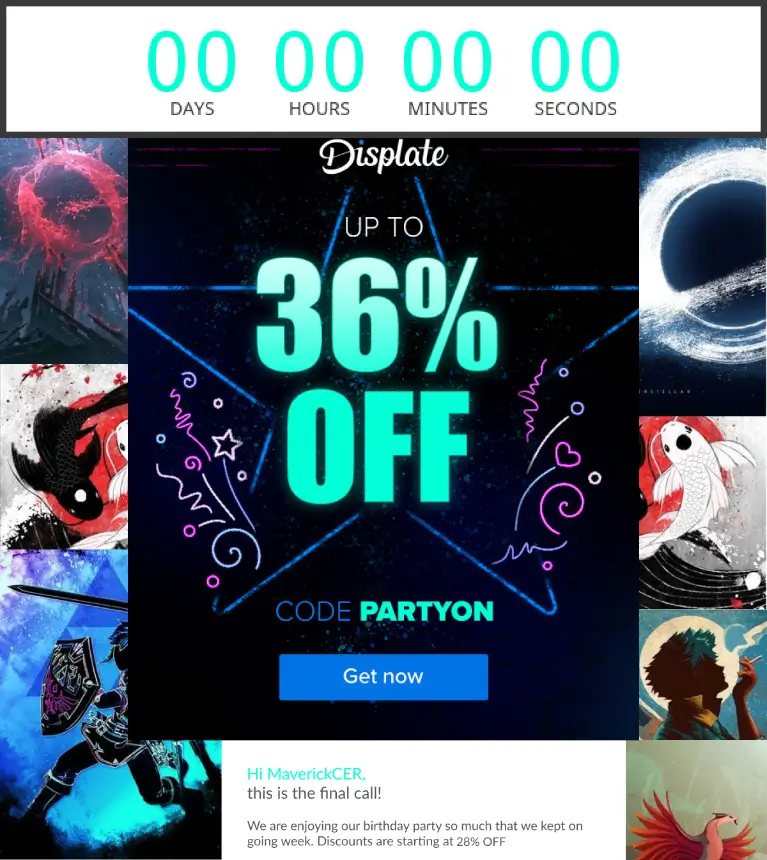 00 00 00 00
DAYS HOURS MINUTES SECONDS
Displate
UP TO
36%
OFF
CODE PARTYON
Get now
Hi MaverickCER,
this is the final call!
We are enjoying our birthday party so much that we kept on
going week. Discounts are starting at 28% OFF